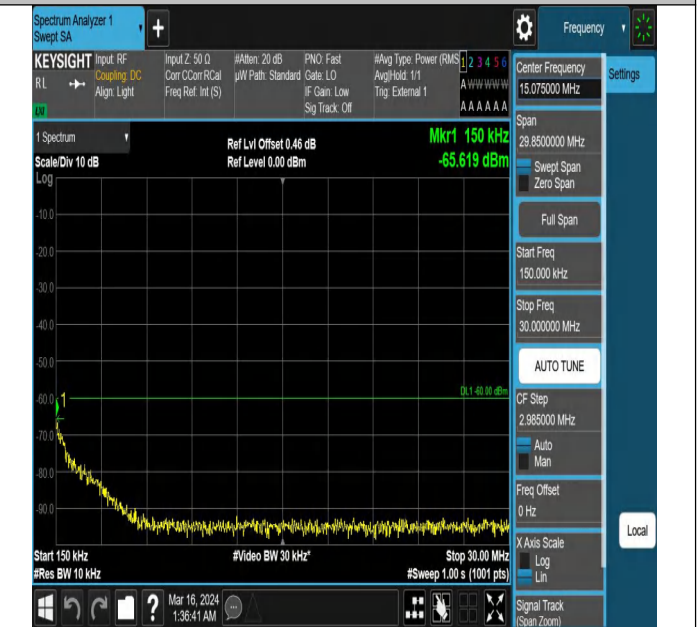 Spectrum Analyzer 1
Swept SA
+
Frequency
KEYSIGHT
RL
LXI
Input: RF
Coupling: DC
Align: Light
Input Z: 50 Ω
Corr CCorr RCal
Freq Ref: Int (S)
#Atten: 20 dB
µW Path: Standard
PNO: Fast
Gate: LO
IF Gain: Low
Sig Track: Off
#Avg Type: Power (RMS
Avg|Hold: 1/1
Trig: External 1
1 2 3 4 5 6
A W W W W W
A A A A A A
1 Spectrum
Scale/Div 10 dB
Log
Ref Lvl Offset 0.46 dB
Ref Level 0.00 dBm
Mkr1 150 kHz
-65.619 dBm
-10.0
-20.0
-30.0
-40.0
-50.0
-60.0
-70.0
-80.0
-90.0
1
DL1 -60.00 dBm
Start 150 kHz
#Res BW 10 kHz
#Video BW 30 kHz*
Stop 30.00 MHz
#Sweep 1.00 s (1001 pts)
?
Mar 16, 2024
1:36:41 AM
Center Frequency
15.075000 MHz
Settings
Span
29.8500000 MHz
Swept Span
Zero Span
Full Span
Start Freq
150.000 kHz
Stop Freq
30.000000 MHz
AUTO TUNE
CF Step
2.985000 MHz
Auto
Man
Freq Offset
0 Hz
X Axis Scale
Log
Lin
Signal Track
(Span Zoom)
Local